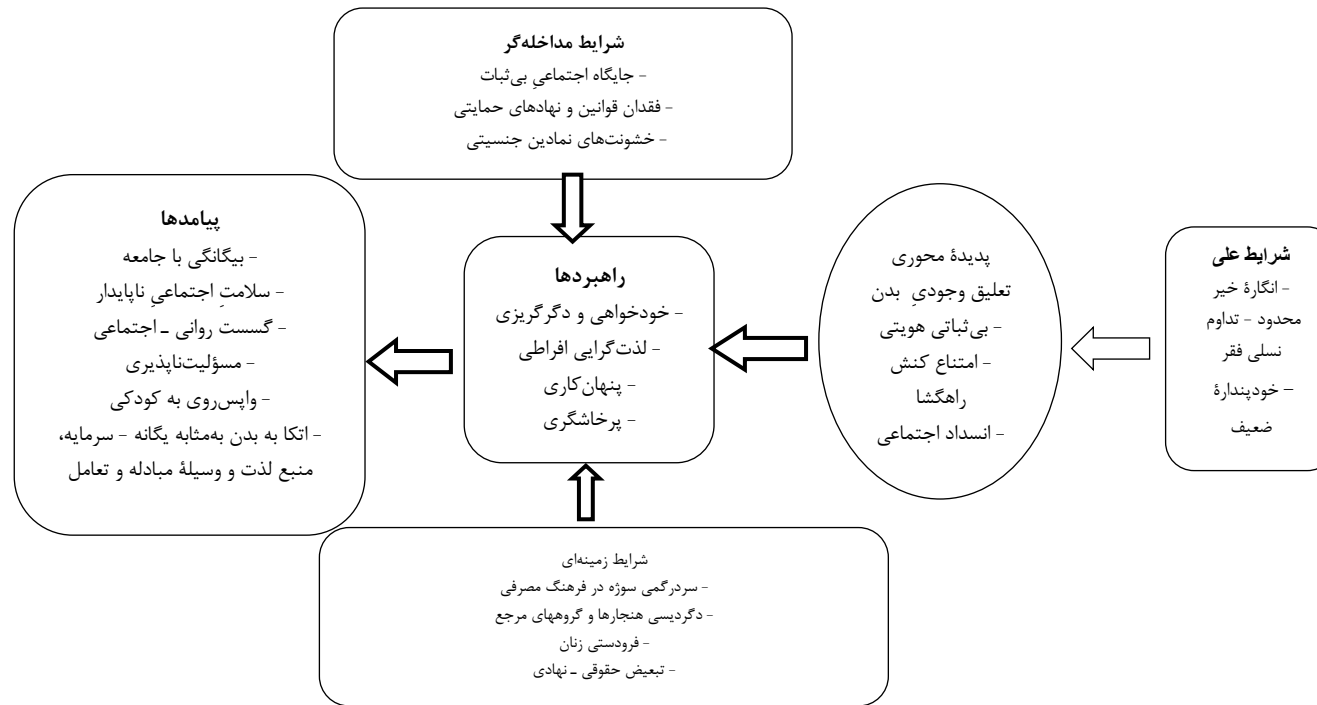 شرایط مداخله‌گر
- جایگاه اجتماعیِ بی‌ثبات
- فقدان قوانین و نهادهای حمایتی
- خشونت‌های نمادین جنسیتی
شرایط علی
- انگارهٔ خیر
محدود - تداوم
نسلی فقر
- خودپندارهٔ
ضعیف
پدیدهٔ محوری
تعلیق وجودیِ بدن
- بی‌ثباتی هویتی
- امتناع کنش
راهگشا
- انسداد اجتماعی
راهبردها
- خودخواهی و دگرگریزی
- لذت‌گرایی افراطی
- پنهان‌کاری
- پرخاشگری
پیامدها
- بیگانگی با جامعه
- سلامتِ اجتماعیِ ناپایدار
- گسست روانی ـ اجتماعی
- مسؤلیت‌ناپذیری
- واپس‌روی به کودکی
- اتکا به بدن به‌مثابه یگانه - سرمایه،
منبع لذت و وسیلهٔ مبادله و تعامل
شرایط زمینه‌ای
- سردرگمی سوژه در فرهنگ مصرفی
- دگردیسی هنجارها و گروههای مرجع
- فرودستی زنان
- تبعیض حقوقی ـ نهادی